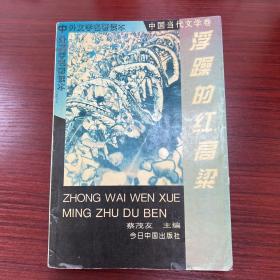 中外文学名著读本
中国当代文学卷
浮躁的红高粱
ZHONG WAI WEN XUE
MING ZHU DU BEN
蔡茂友 主编
今日中国出版社